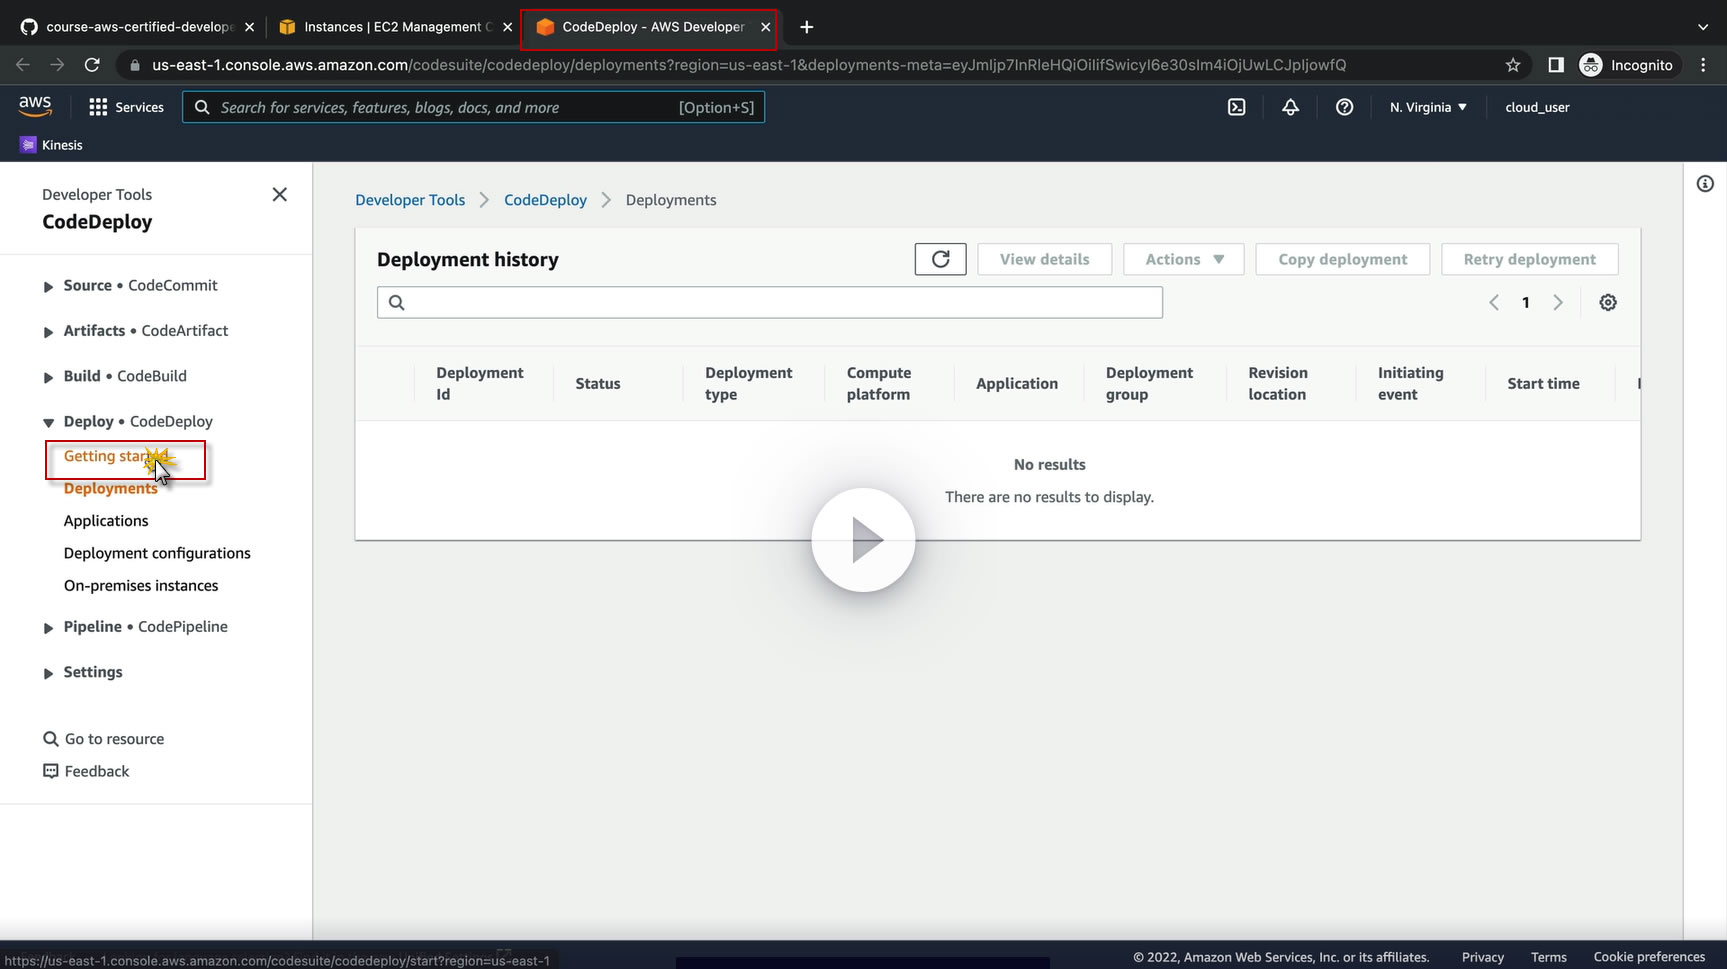 course-aws-certified-develope
Instances | EC2 Management C
CodeDeploy - AWS Developer
us-east-1.console.aws.amazon.com/codesuite/codedeploy/deployments?region=us-east-1&deployments-meta=eyJmIjp7InRleHQiOiIifSwicyI6e30sIm4iOjUwLCJpIjowfQ
Incognito
aws
Services
Search for services, features, blogs, docs, and more
[Option+S]
N. Virginia
cloud_user
Kinesis
Developer Tools
CodeDeploy
Source • CodeCommit
Artifacts • CodeArtifact
Build • CodeBuild
Deploy • CodeDeploy
Getting
Deployments
Applications
Deployment configurations
On-premises instances
Pipeline • CodePipeline
Settings
Go to resource
Feedback
Developer Tools
CodeDeploy
Deployments
Deployment history
View details
Actions
Copy deployment
Retry deployment
1
Deployment
Id
Status
Deployment
type
Compute
platform
Application
Deployment
group
Revision
location
Initiating
event
Start time
No results
There are no results to display.
https://us-east-1.console.aws.amazon.com/codesuite/codedeploy/start?region=us-east-1
© 2022, Amazon Web Services, Inc. or its affiliates.
Privacy
Terms
Cookie preferences